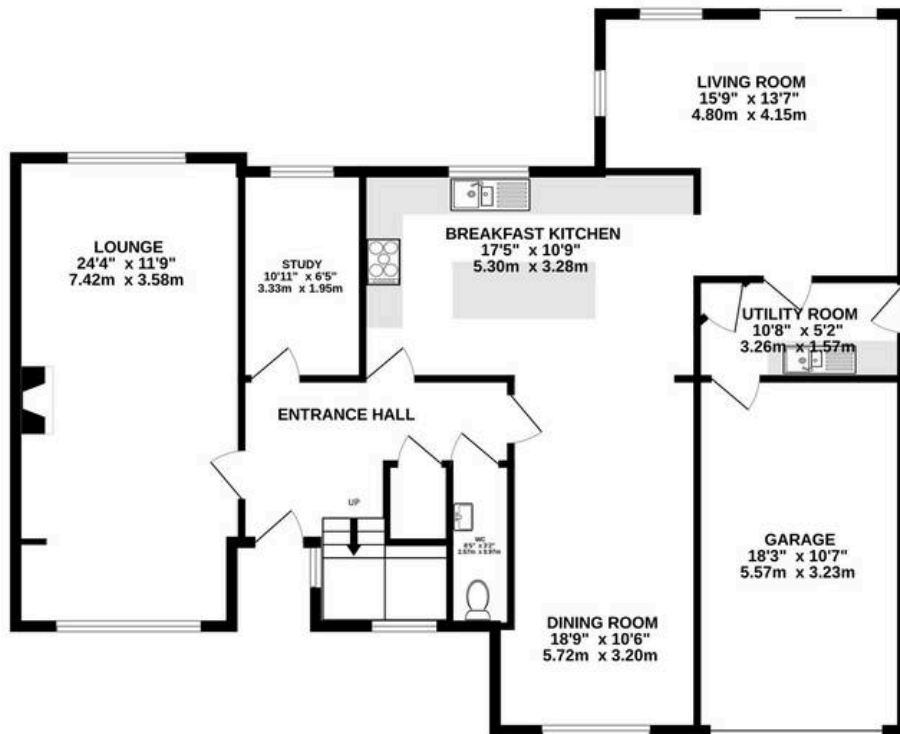 LIVING ROOM
15'9" x 13'7"
4.80m x 4.15m
LOUNGE
24'4" x 11'9"
7.42m x 3.58m
STUDY
10'11" x 6'5"
3.33m x 1.95m
BREAKFAST KITCHEN
17'5" x 10'9"
5.30m x 3.28m
UTILITY ROOM
10'8" x 5'2"
3.26m x 1.57m
ENTRANCE HALL
UP
WC
GARAGE
18'3" x 10'7"
5.57m x 3.23m
DINING ROOM
18'9" x 10'6"
5.72m x 3.20m